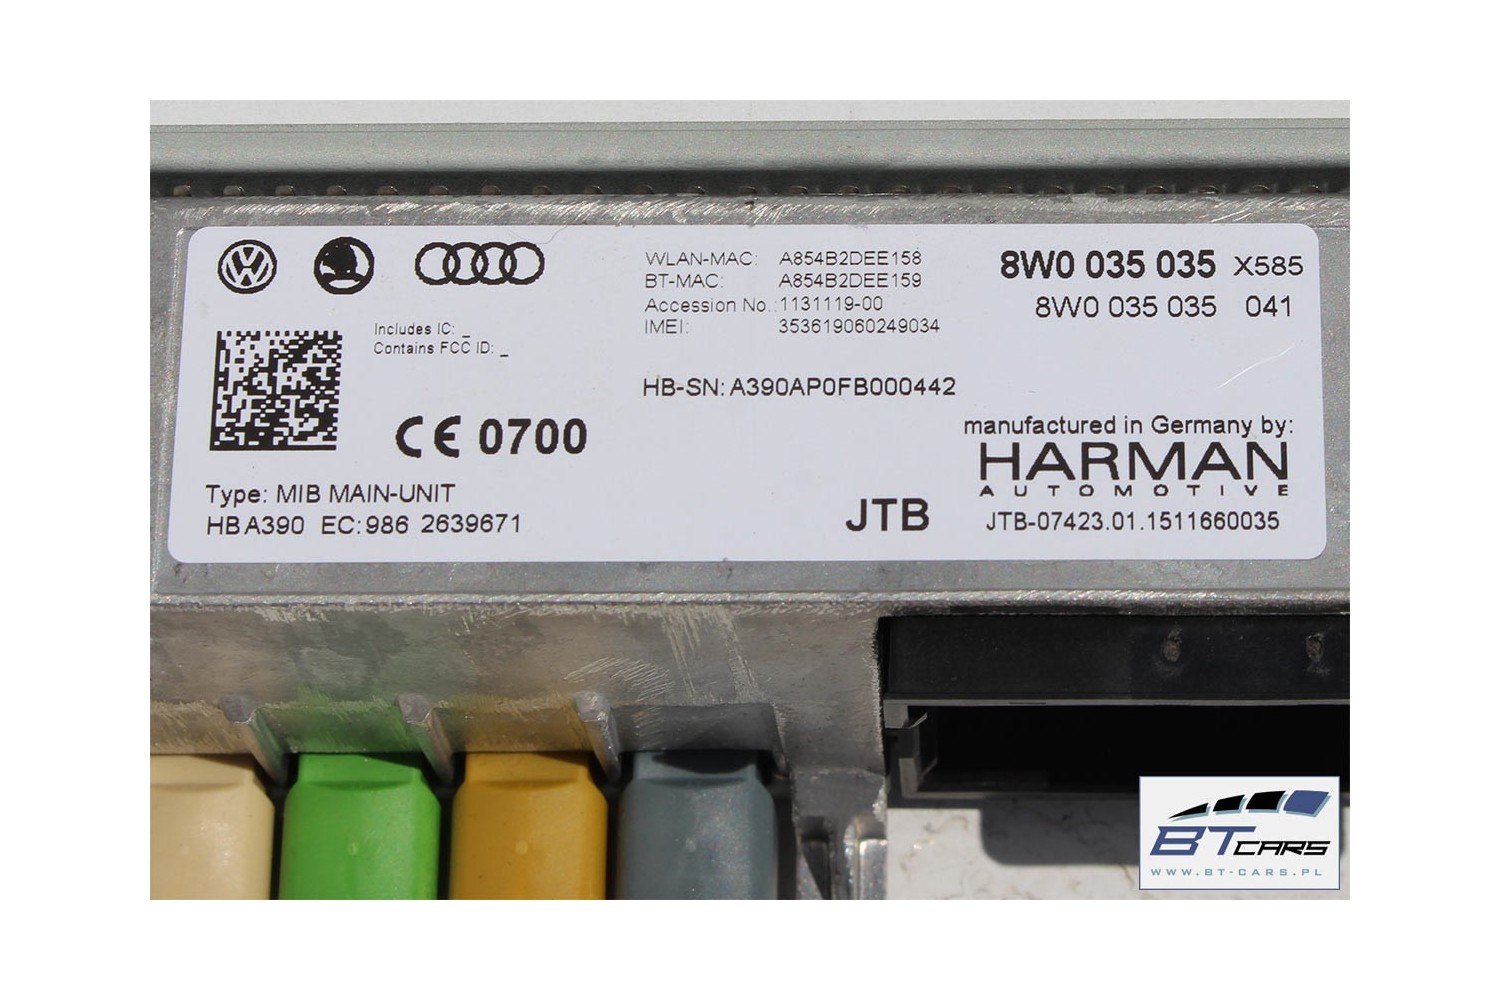 WLAN-MAC: A854B2DEE158
BT-MAC: A854B2DEE159
Accession No.: 1131119-00
IMEI: 353619060249034
8W0 035 035 X585
8W0 035 035 041
Includes IC: _
Contains FCC ID: _
HB-SN: A390AP0FB000442
CE 0700
manufactured in Germany by:
HARMAN
AUTOMOTIVE
Type: MIB MAIN-UNIT
HBA390 EC: 986 2639671
JTB
JTB-07423.01.1511660035
BT CARS
WWW.BT-CARS.PL